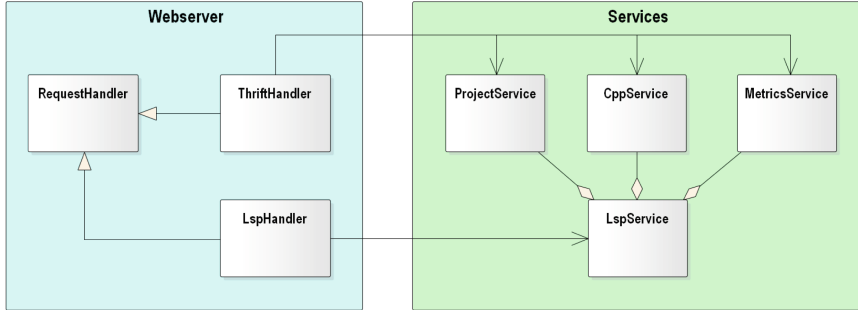 Webserver
Services
RequestHandler
ThriftHandler
ProjectService
CppService
MetricsService
LspHandler
LspService